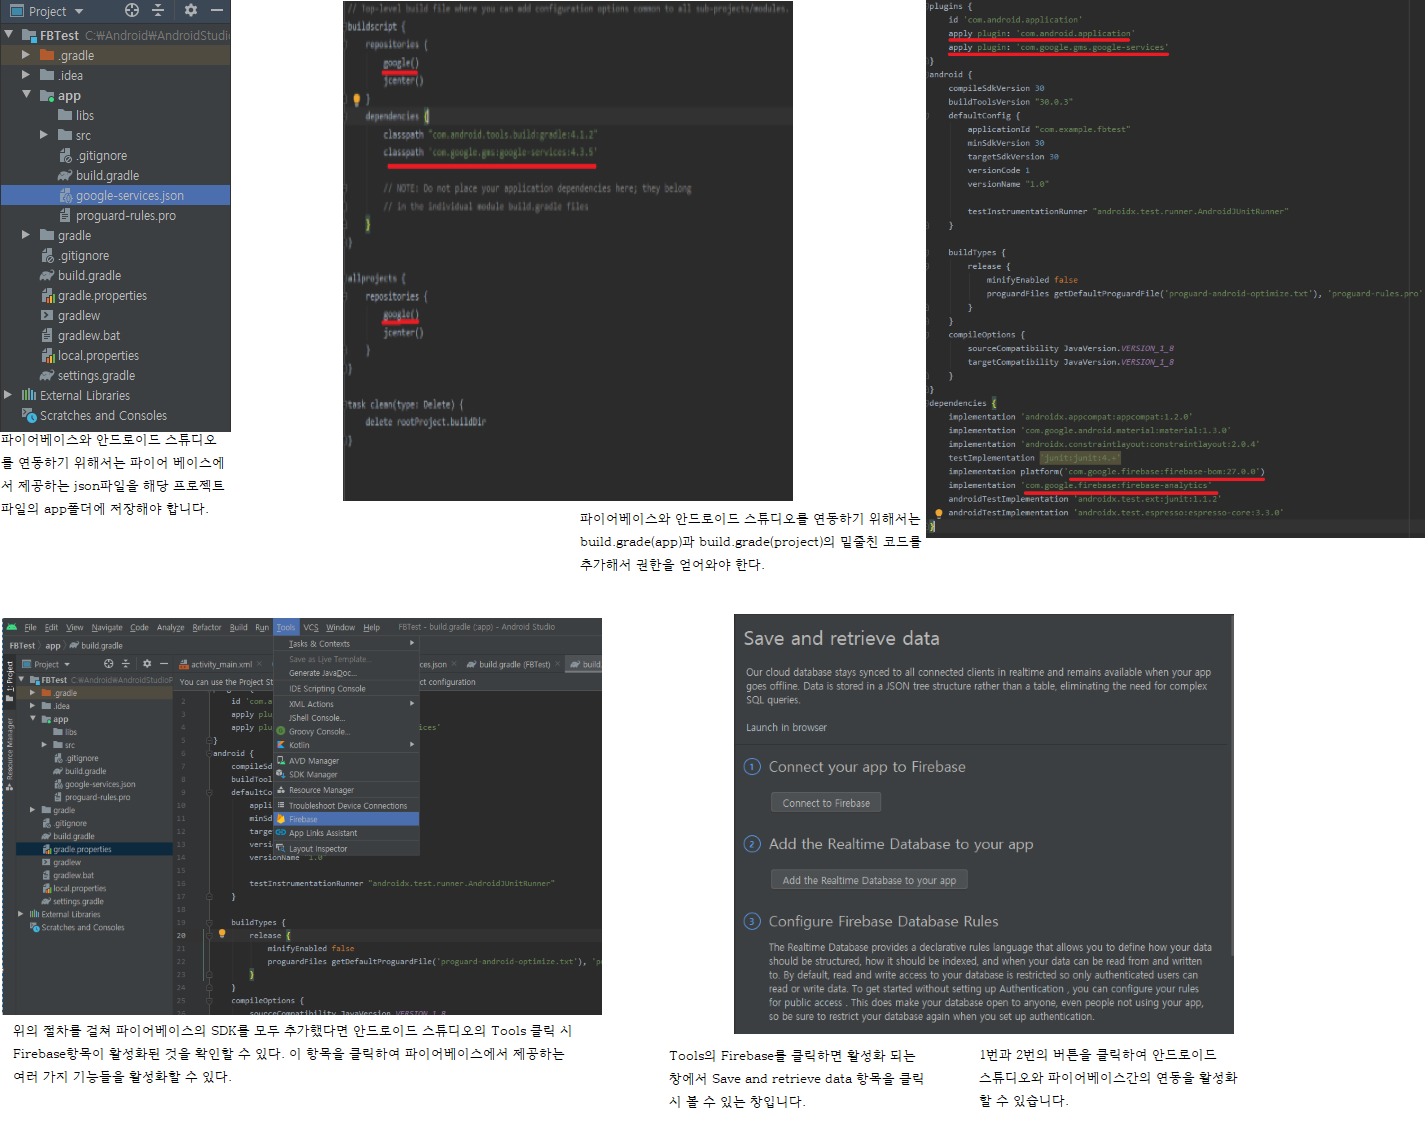 Project
FBTest C:￦Android￦AndroidStudi
.gradle
.idea
app
libs
src
.gitignore
build.gradle
google-services.json
proguard-rules.pro
gradle
.gitignore
build.gradle
gradle.properties
gradlew
gradlew.bat
local.properties
settings.gradle
External Libraries
Scratches and Consoles
파이어베이스와 안드로이드 스튜디오
를 연동하기 위해서는 파이어 베이스에
서 제공하는 json파일을 해당 프로젝트
파일의 app폴더에 저장해야 합니다.
// Top-level build file where you can add configuration options common to all sub-projects/modules.
buildscript {
repositories {
google()
jcenter()
}
dependencies {
classpath "com.android.tools.build:gradle:4.1.2"
classpath 'com.google.gms:google-services:4.3.5'
// NOTE: Do not place your application dependencies here; they belong
// in the individual module build.gradle files
}
}
allprojects {
repositories {
google()
jcenter()
}
}
task clean(type: Delete) {
delete rootProject.buildDir
}
plugins {
id 'com.android.application'
apply plugin: 'com.android.application'
apply plugin: 'com.google.gms.google-services'
}
android {
compileSdkVersion 30
buildToolsVersion "30.0.3"
defaultConfig {
applicationId "com.example.fbtest"
minSdkVersion 30
targetSdkVersion 30
versionCode 1
versionName "1.0"
testInstrumentationRunner "androidx.test.runner.AndroidJUnitRunner"
}
buildTypes {
release {
minifyEnabled false
proguardFiles getDefaultProguardFile('proguard-android-optimize.txt'), 'proguard-rules.pro'
}
}
compileOptions {
sourceCompatibility JavaVersion.VERSION_1_8
targetCompatibility JavaVersion.VERSION_1_8
}
}
dependencies {
implementation 'androidx.appcompat:appcompat:1.2.0'
implementation 'com.google.android.material:material:1.3.0'
implementation 'androidx.constraintlayout:constraintlayout:2.0.4'
testImplementation 'junit:junit:4.+'
implementation platform('com.google.firebase:firebase-bom:27.0.0')
implementation 'com.google.firebase:firebase-analytics'
androidTestImplementation 'androidx.test.ext:junit:1.1.2'
androidTestImplementation 'androidx.test.espresso:espresso-core:3.3.0'
}
파이어베이스와 안드로이드 스튜디오를 연동하기 위해서는
build.grade(app)과 build.grade(project)의 밑줄친 코드를
추가해서 권한을 얻어와야 한다.
File Edit View Navigate Code Analyze Refactor Build Run Tools VCS Window Help FBTest - build.gradle (app) - Android Studio
FBTest app build.gradle
Project activity_main.xml ces.json build.gradle (FBTest) build
You can use the Project St ct configuration
1: Project
Resource Manager
FBTest C:￦Android￦AndroidStudioP
.gradle
.idea
app
libs
src
.gitignore
build.gradle
google-services.json
proguard-rules.pro
gradle
.gitignore
build.gradle
gradle.properties
gradlew
gradlew.bat
local.properties
settings.gradle
External Libraries
Scratches and Consoles
Tasks & Contexts
Save as Live Template...
Generate JavaDoc...
IDE Scripting Console
XML Actions
JShell Console...
Groovy Console...
Kotlin
AVD Manager
SDK Manager
Resource Manager
Troubleshoot Device Connections
Firebase
App Links Assistant
Layout Inspector
2 id 'com.a
3 apply plu
4 apply plu ces'
5 }
6 android {
7 compileSd
8 buildTool
9 defaultCo
10 appli
11 minSd
12 targe
13 versi
14 versionName "1.0"
15
16 testInstrumentationRunner "androidx.test.runner.AndroidJUnitRunner"
17 }
18
19 buildTypes {
20 release {
21 minifyEnabled false
22 proguardFiles getDefaultProguardFile('proguard-android-optimize.txt'), 'p
23 }
24 }
25 compileOptions {
26 sourceCompatibility JavaVersion.VERSION_1_8
위의 절차를 걸쳐 파이어베이스의 SDK를 모두 추가했다면 안드로이드 스튜디오의 Tools 클릭 시
Firebase항목이 활성화된 것을 확인할 수 있다. 이 항목을 클릭하여 파이어베이스에서 제공하는
여러 가지 기능들을 활성화할 수 있다.
Save and retrieve data
Our cloud database stays synced to all connected clients in realtime and remains available when your app
goes offline. Data is stored in a JSON tree structure rather than a table, eliminating the need for complex
SQL queries.
Launch in browser
1 Connect your app to Firebase
Connect to Firebase
2 Add the Realtime Database to your app
Add the Realtime Database to your app
3 Configure Firebase Database Rules
The Realtime Database provides a declarative rules language that allows you to define how your data
should be structured, how it should be indexed, and when your data can be read from and written
to. By default, read and write access to your database is restricted so only authenticated users can
read or write data. To get started without setting up Authentication , you can configure your rules
for public access . This does make your database open to anyone, even people not using your app,
so be sure to restrict your database again when you set up authentication.
Tools의 Firebase를 클릭하면 활성화 되는
창에서 Save and retrieve data 항목을 클릭
시 볼 수 있는 창입니다.
1번과 2번의 버튼을 클릭하여 안드로이드
스튜디오와 파이어베이스간의 연동을 활성화
할 수 있습니다.